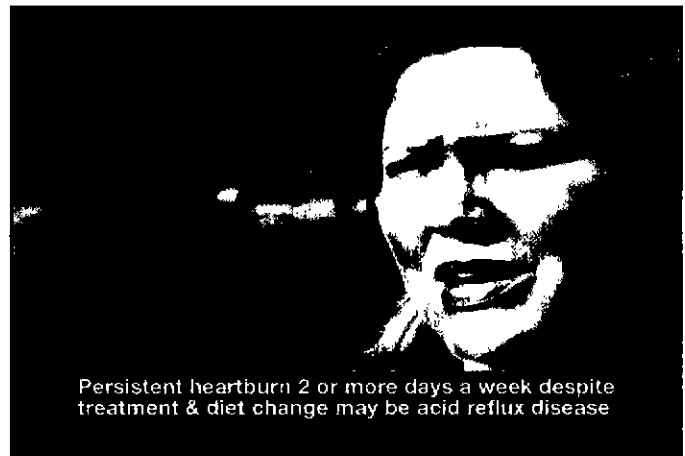 Persistent heartburn 2 or more days a week despite
treatment & diet change may be acid reflux disease